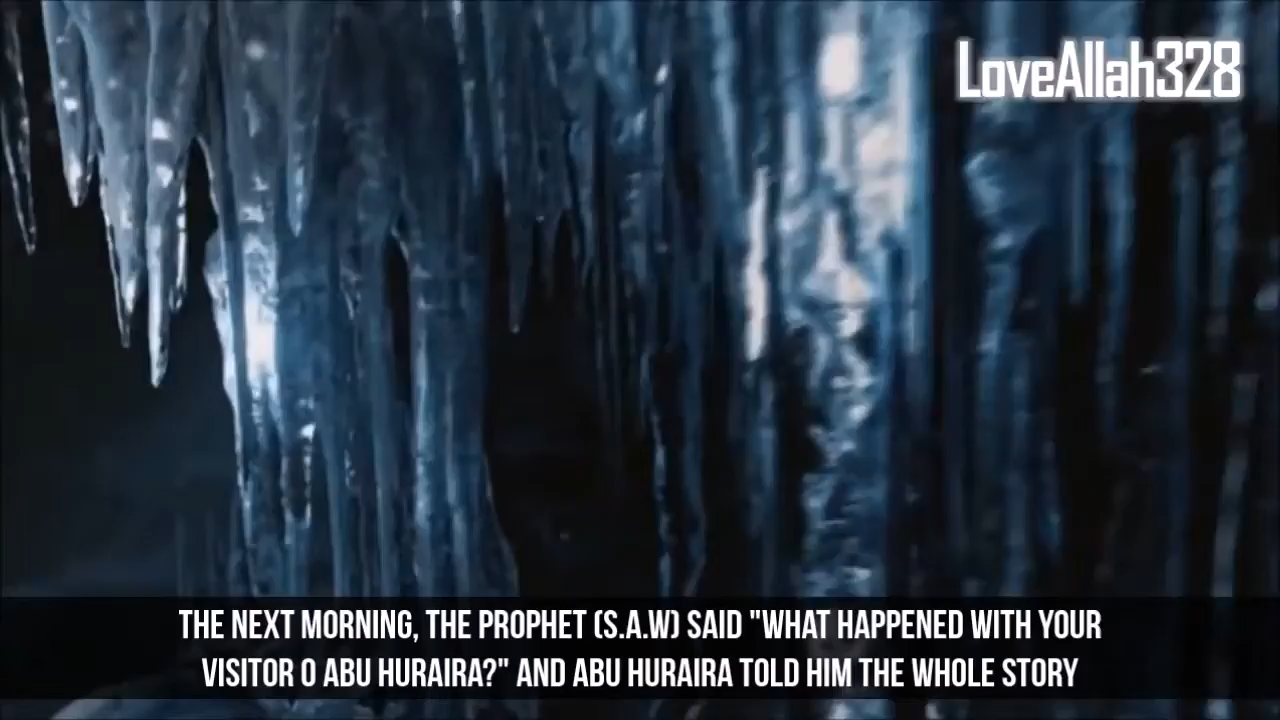 LoveAllah328
THE NEXT MORNING, THE PROPHET (S.A.W) SAID "WHAT HAPPENED WITH YOUR
VISITOR O ABU HURAIRA?" AND ABU HURAIRA TOLD HIM THE WHOLE STORY